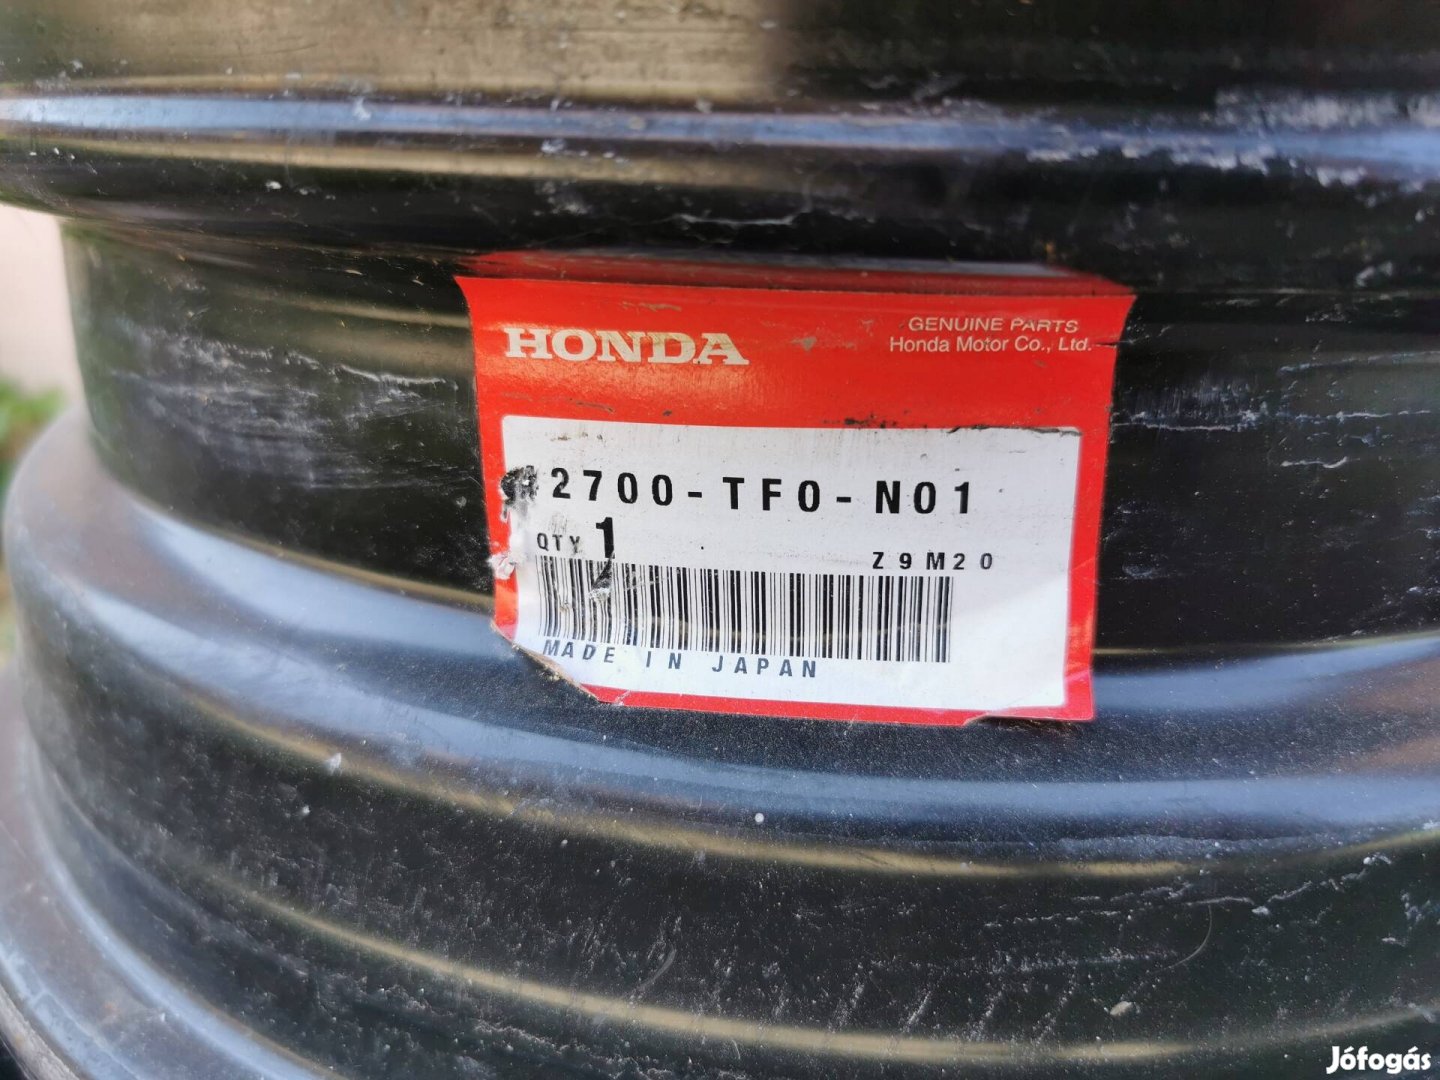 HONDA
GENUINE PARTS
Honda Motor Co., Ltd.
2700-TF0-N01
QTY 1
Z9M20
MADE IN JAPAN
Jófogás